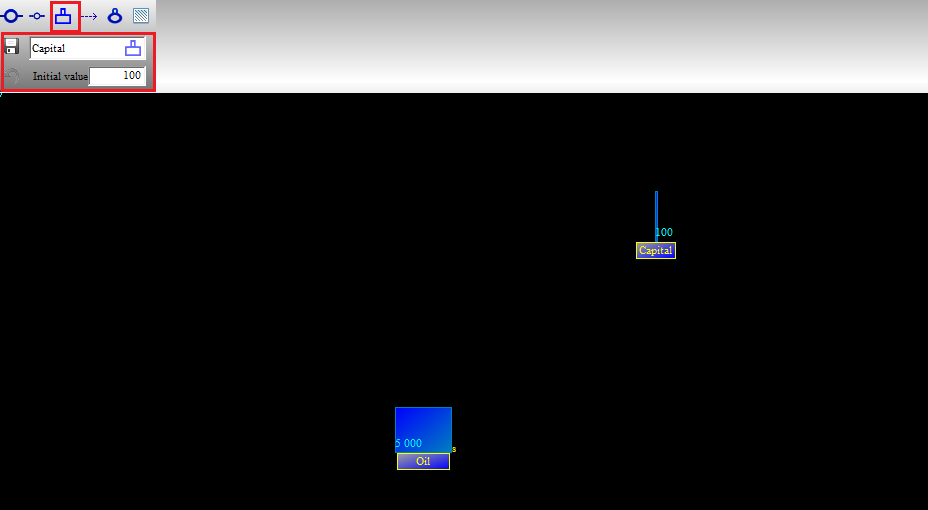 Capital
Initial value 100
100
Capital
5 000
s
Oil